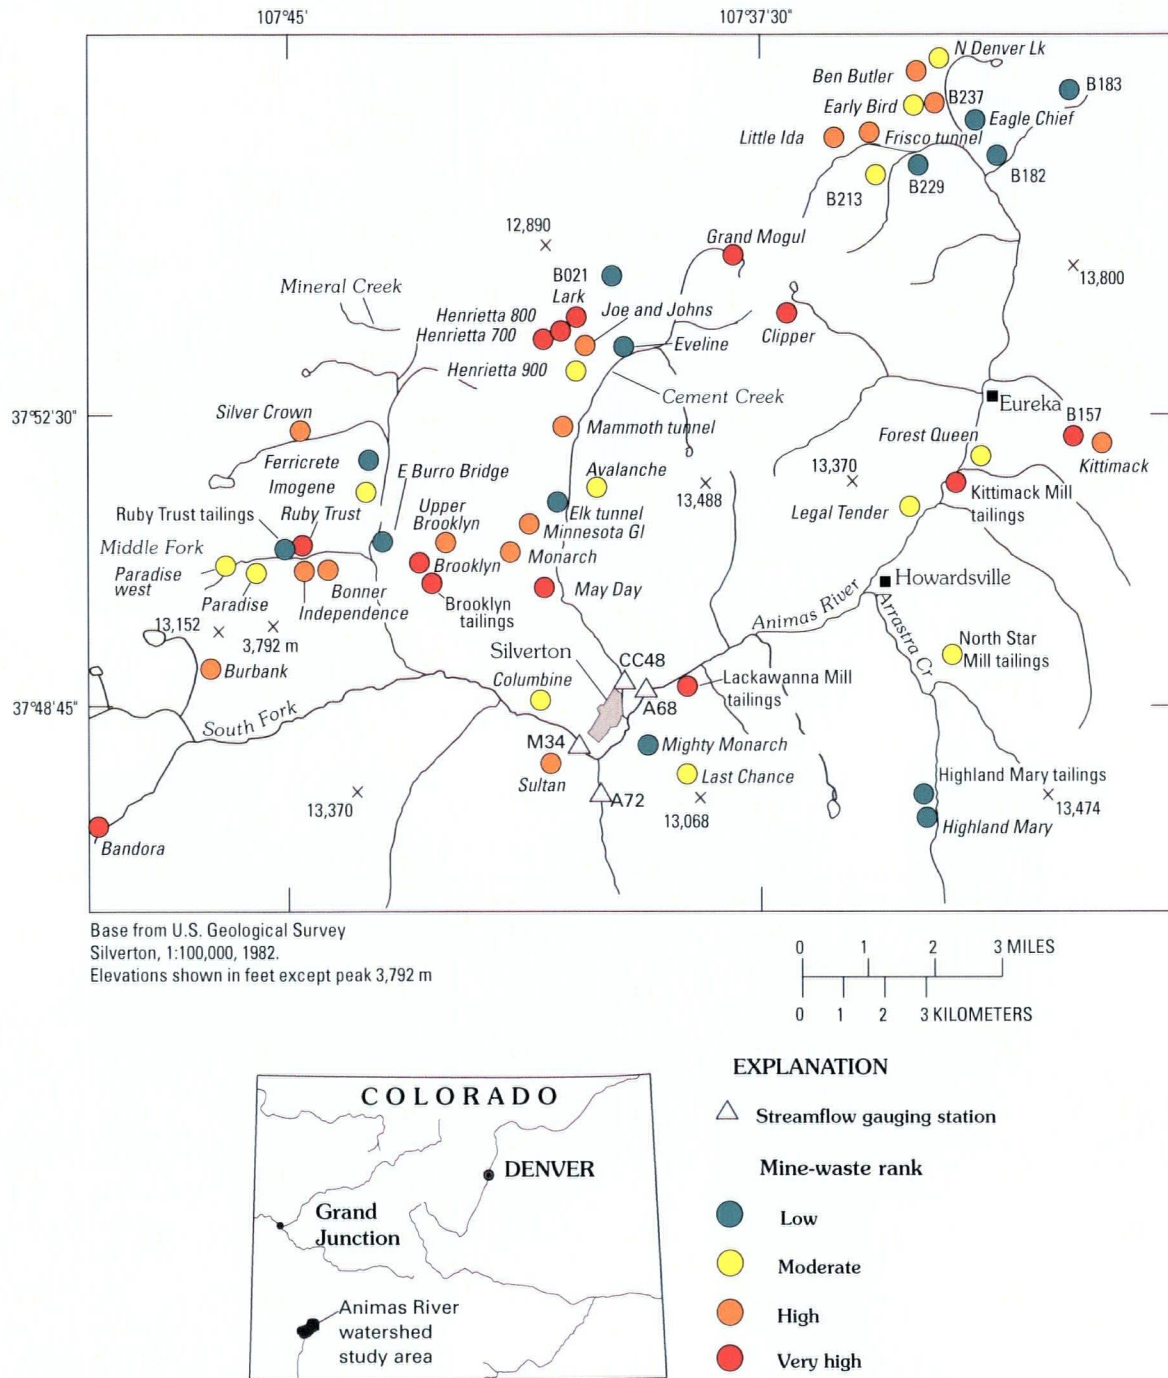 107°45'
107°37'30"
N Denver Lk
Ben Butler
B183
B237
Early Bird
Eagle Chief
Little Ida
Frisco tunnel
B182
B229
B213
12,890
Grand Mogul
13,800
B021
Mineral Creek
Lark
Henrietta 800
Joe and Johns
Henrietta 700
Clipper
Eveline
Henrietta 900
Cement Creek
Eureka
37°52'30"
Silver Crown
B157
Mammoth tunnel
Forest Queen
Kittimack
Ferricrete
E Burro Bridge
Avalanche
13,370
Imogene
13,488
Kittimack Mill
tailings
Upper
Brooklyn
Ruby Trust tailings
Ruby Trust
Elk tunnel
Legal Tender
Minnesota Gl
Middle Fork
Monarch
Paradise
west
Brooklyn
Howardsville
Paradise
Bonner
May Day
Independence
Brooklyn
tailings
Animas River
Arrastra Cr
13,152
3,792 m
North Star
Mill tailings
Silverton
CC48
Burbank
Columbine
Lackawanna Mill
tailings
37°48'45"
A68
South Fork
M34
Mighty Monarch
Sultan
Last Chance
Highland Mary tailings
13,370
A72
13,068
13,474
Highland Mary
Bandora
Base from U.S. Geological Survey
Silverton, 1:100,000, 1982.
Elevations shown in feet except peak 3,792 m
0 1 2 3 MILES
0 1 2 3 KILOMETERS
EXPLANATION
Streamflow gauging station
Mine-waste rank
Low
Moderate
High
Very high
COLORADO
DENVER
Grand
Junction
Animas River
watershed
study area